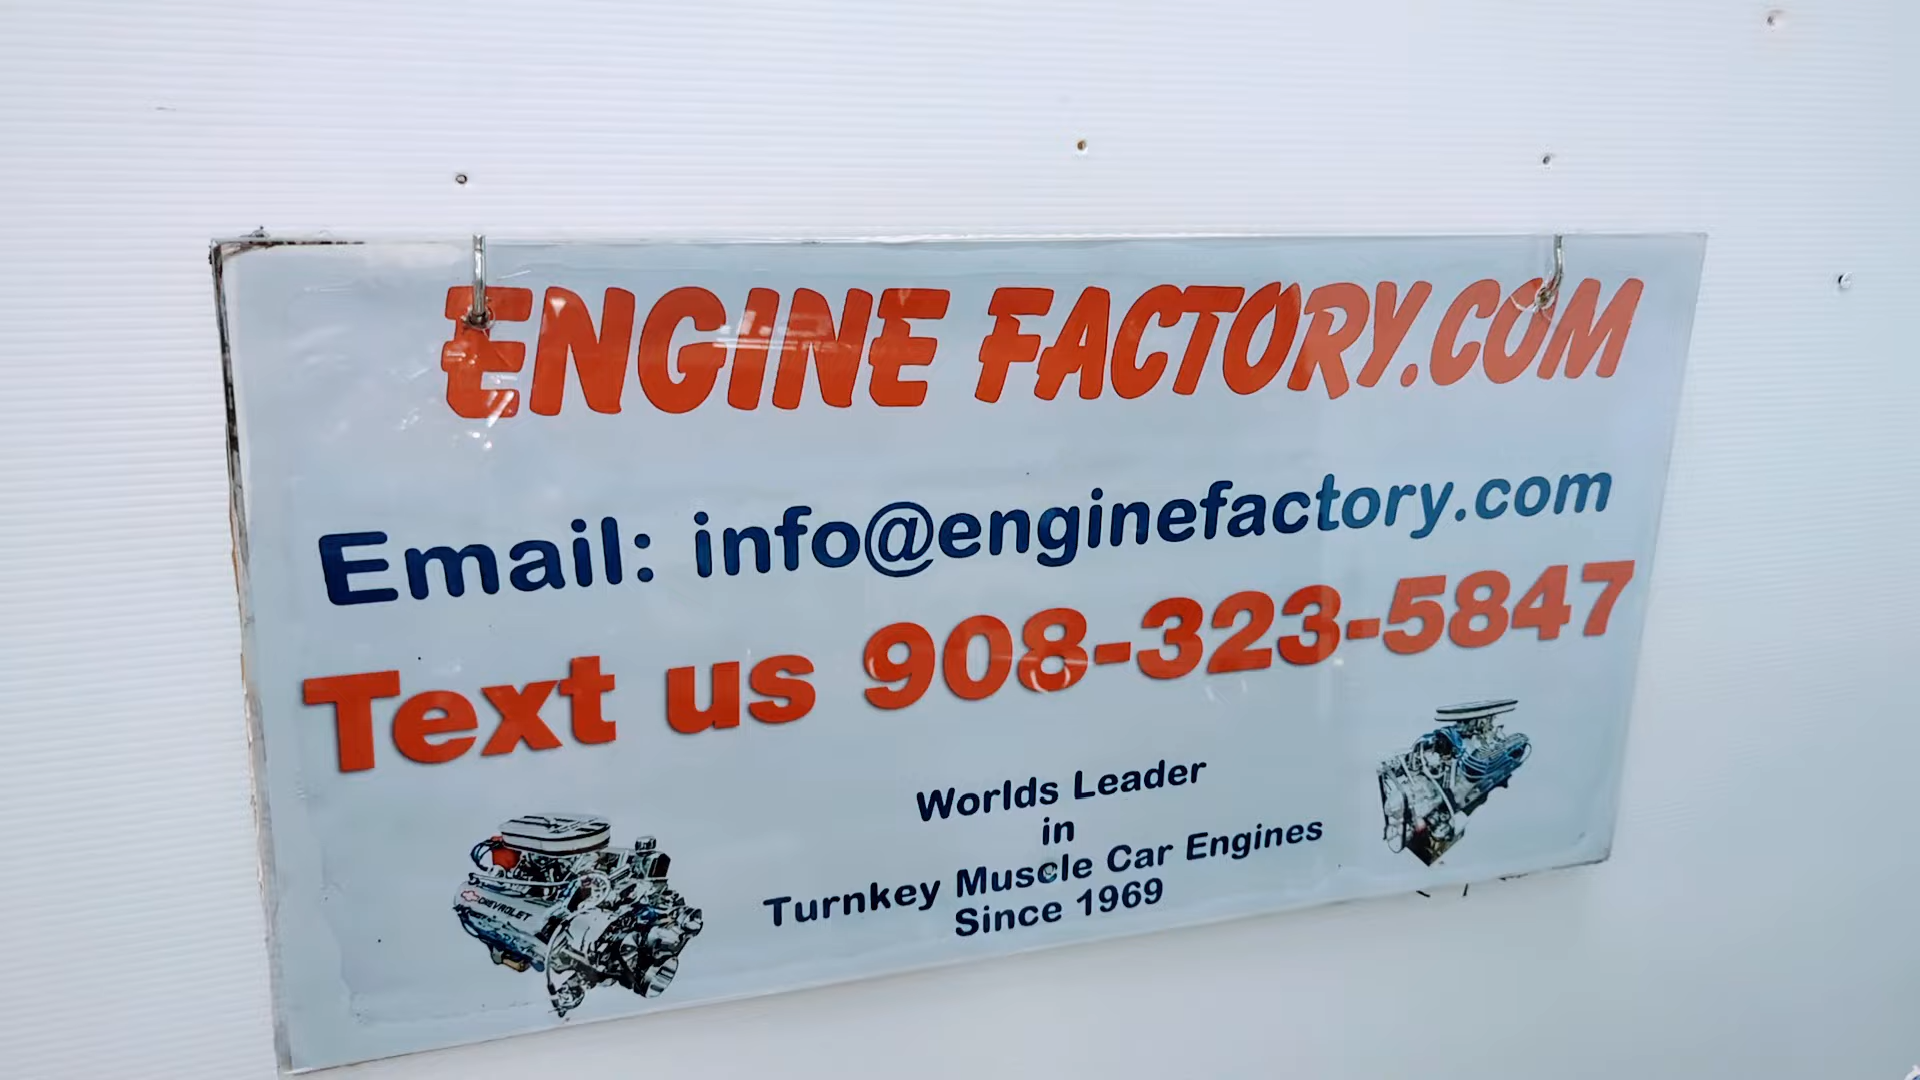 ENGINE FACTORY.COM
Email: info@enginefactory.com
Text us 908-323-5847
Worlds Leader
in
Turnkey Muscle Car Engines
Since 1969
CHEVROLET